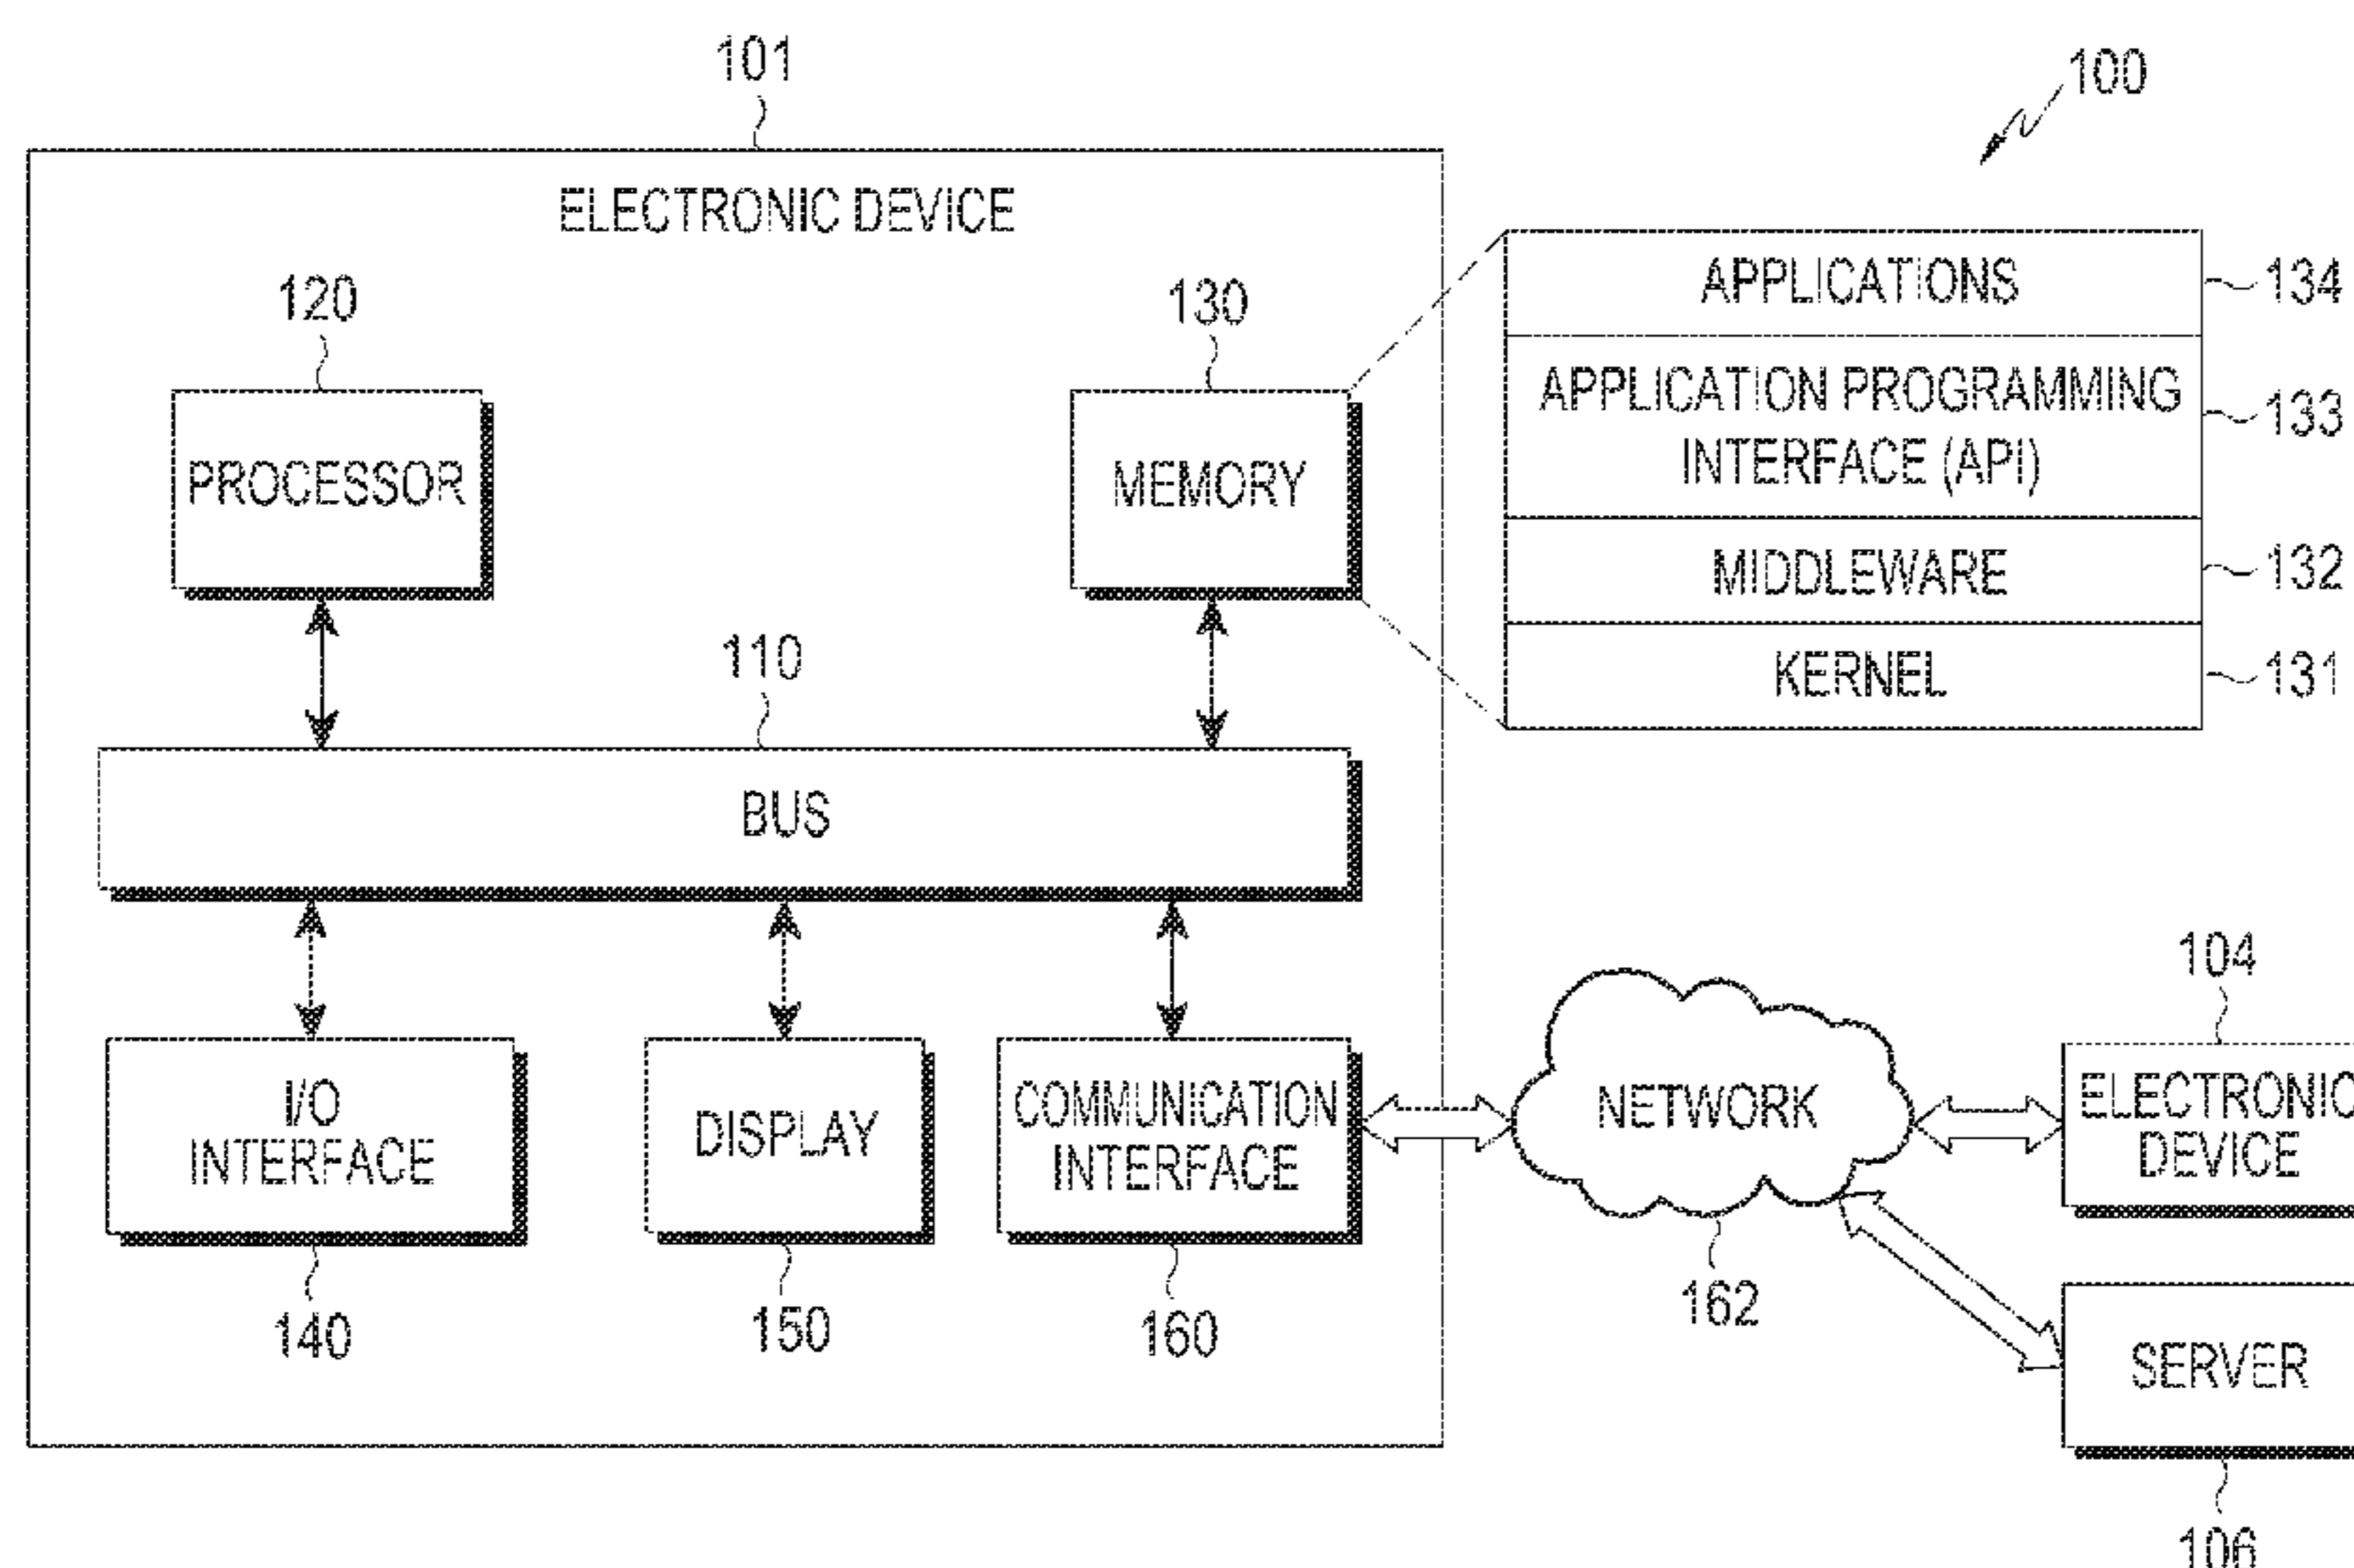 101
100
ELECTRONIC DEVICE
120
130
APPLICATIONS
134
APPLICATION PROGRAMMING
INTERFACE (API)
133
PROCESSOR
MEMORY
MIDDLEWARE
132
KERNEL
131
110
BUS
104
I/O
INTERFACE
DISPLAY
COMMUNICATION
INTERFACE
NETWORK
ELECTRONIC
DEVICE
140
150
160
162
SERVER
106